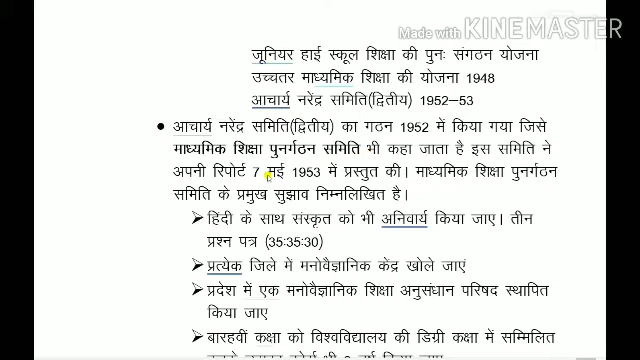 Made with KINEMASTER
जूनियर हाई स्कूल शिक्षा की पुनः संगठन योजना
उच्चतर माध्यमिक शिक्षा की योजना 1948
आचार्य नरेंद्र समिति(द्वितीय) 1952-53
• आचार्य नरेंद्र समिति(द्वितीय) का गठन 1952 में किया गया जिसे
माध्यमिक शिक्षा पुनर्गठन समिति भी कहा जाता है इस समिति ने
अपनी रिपोर्ट 7 मई 1953 में प्रस्तुत की। माध्यमिक शिक्षा पुनर्गठन
समिति के प्रमुख सुझाव निम्नलिखित है।
➤ हिंदी के साथ संस्कृत को भी अनिवार्य किया जाए। तीन
प्रश्न पत्र (35:35:30)
➤ प्रत्येक जिले में मनोवैज्ञानिक केंद्र खोले जाएं
➤ प्रदेश में एक मनोवैज्ञानिक शिक्षा अनुसंधान परिषद स्थापित
किया जाए
➤ बारहवीं कक्षा को विश्वविद्यालय की डिग्री कक्षा में सम्मिलित